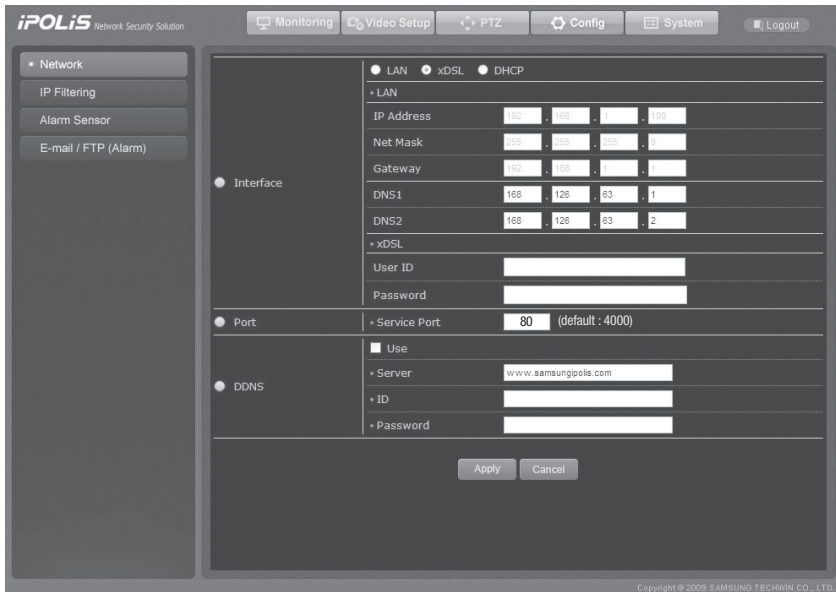 iPOLiS Network Security Solution
Monitoring Video Setup PTZ Config System Logout
Network
IP Filtering
Alarm Sensor
E-mail / FTP (Alarm)
Interface
LAN xDSL DHCP
LAN
IP Address 192 . 168 . 1 . 100
Net Mask 255 . 255 . 255 . 0
Gateway 192 . 168 . 1 . 1
DNS1 168 . 126 . 63 . 1
DNS2 168 . 126 . 63 . 2
xDSL
User ID
Password
Port
Service Port 80 (default : 4000)
DDNS
Use
Server www.samsungipolis.com
ID
Password
Apply Cancel
Copyright © 2009 SAMSUNG TECHWIN CO., LTD